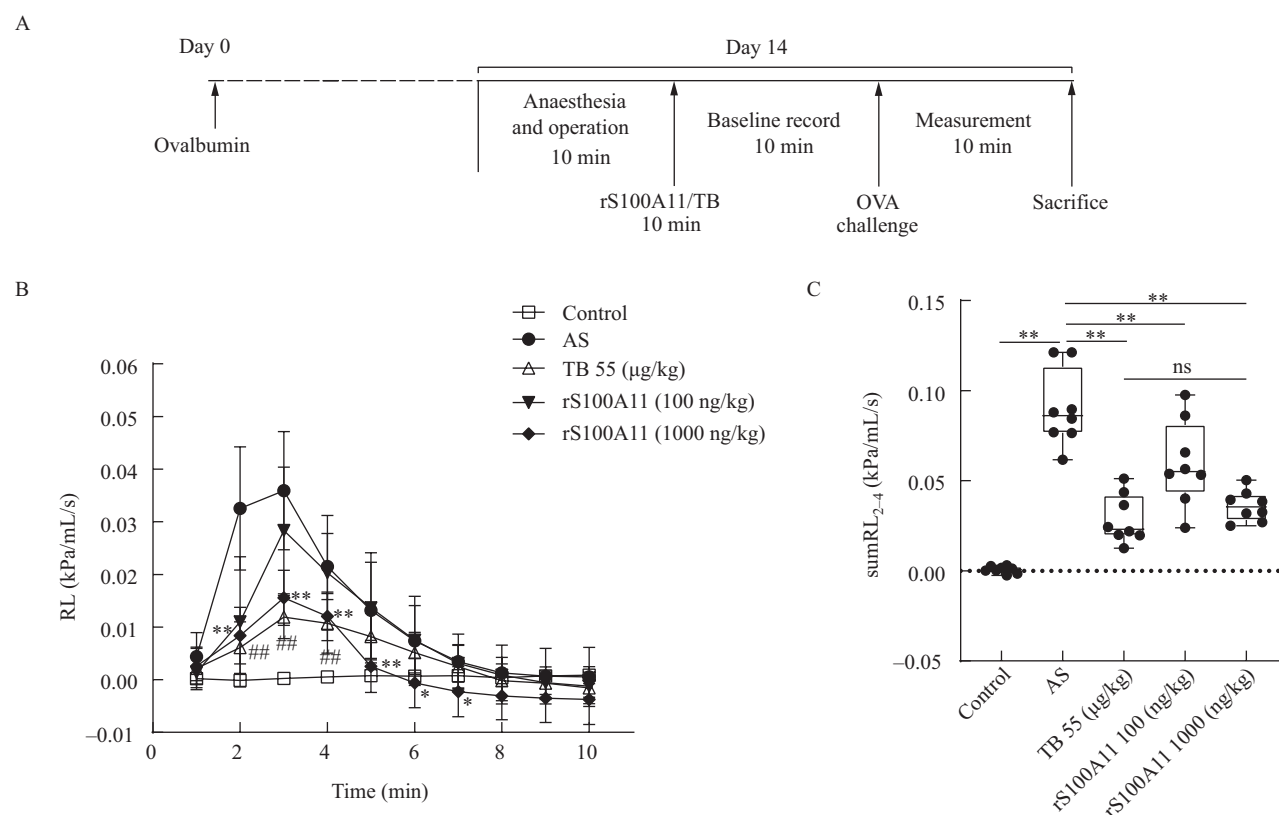 A
Day 0
Day 14
Anaesthesia
and operation
10 min
Baseline record
10 min
Measurement
10 min
Ovalbumin
rS100A11/TB
10 min
OVA
challenge
Sacrifice
B
Control
AS
TB 55 (μg/kg)
rS100A11 (100 ng/kg)
rS100A11 (1000 ng/kg)
0.06
0.05
0.04
0.03
0.02
0.01
0.00
–0.01
RL (kPa/mL/s)
**
**
**
**
*
*
##
##
##
0
2
4
6
8
10
Time (min)
C
0.15
0.10
0.05
0.00
–0.05
sumRL2–4 (kPa/mL/s)
**
**
**
**
ns
Control
AS
TB 55 (μg/kg)
rS100A11 100 (ng/kg)
rS100A11 1000 (ng/kg)